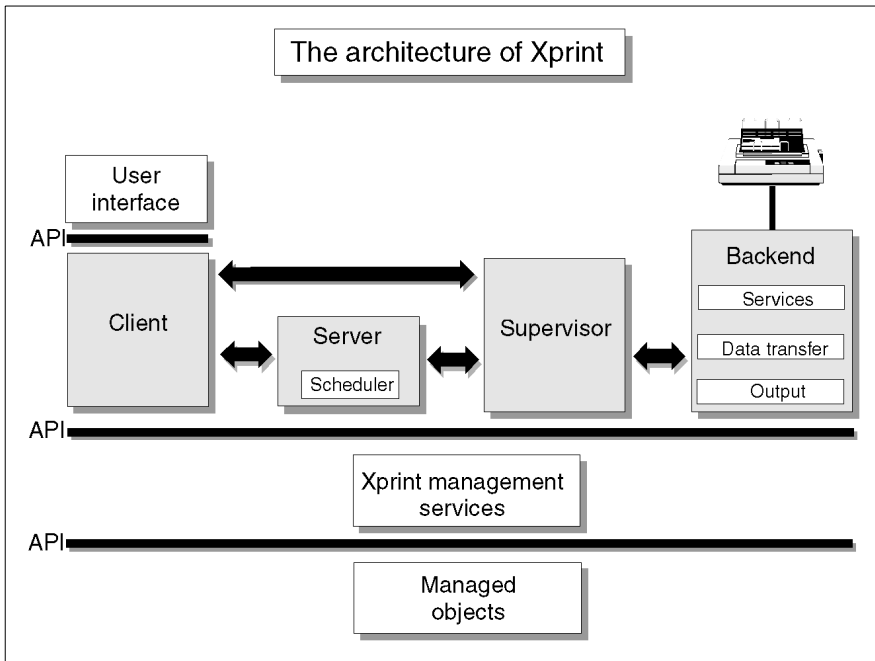 The architecture of Xprint
User
interface
API
Client
Server
Scheduler
Supervisor
Backend
Services
Data transfer
Output
API
Xprint management
services
API
Managed
objects